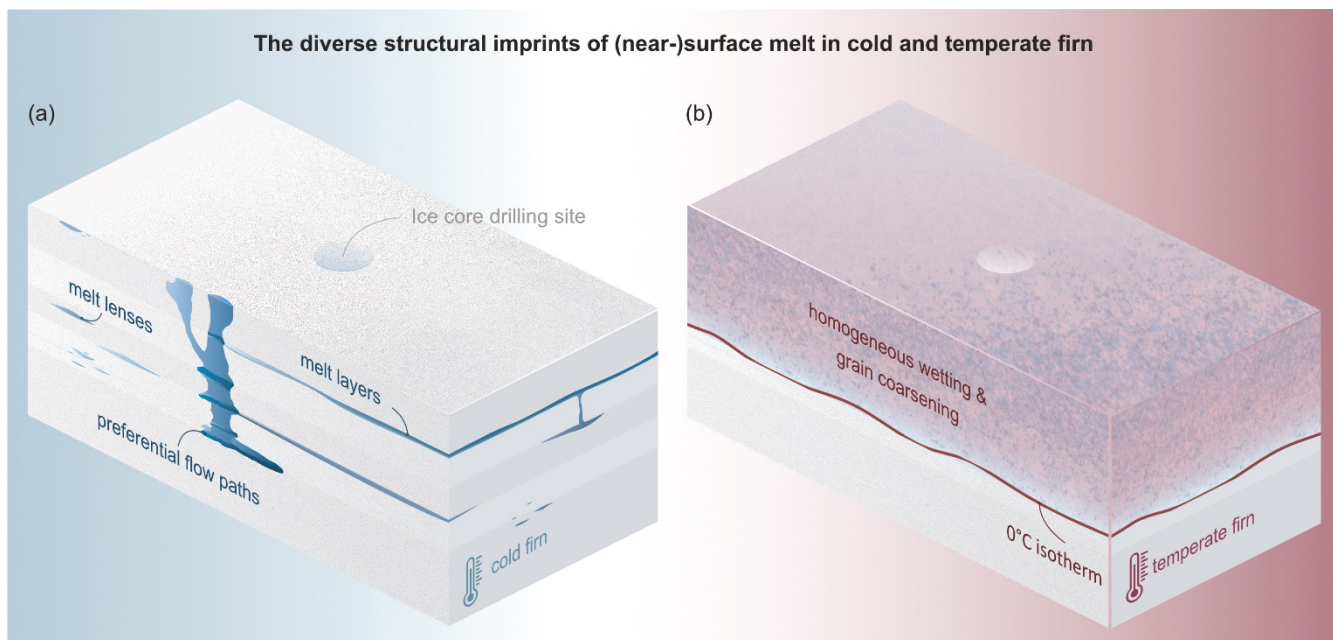 The diverse structural imprints of (near-)surface melt in cold and temperate firn
(a)
Ice core drilling site
melt lenses
melt layers
preferential flow paths
cold firn
(b)
homogeneous wetting &
grain coarsening
0°C isotherm
temperate firn